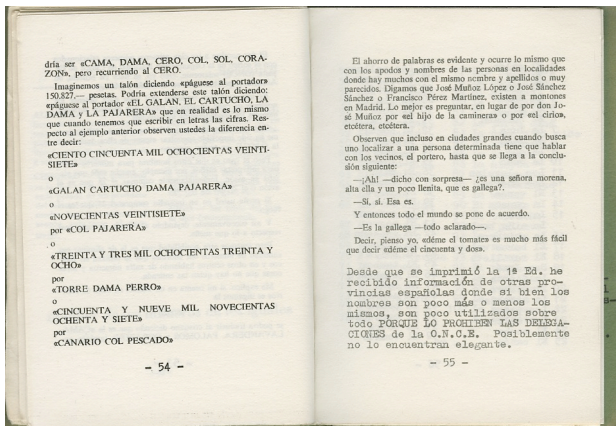 dría ser «CAMA, DAMA, CERO, COL, SOL, CORA-
ZON», pero recurriendo al CERO.
Imaginemos un talón diciendo «páguese al portador»
150.827,— pesetas. Podría extenderse este talón diciendo:
«páguese al portador «EL GALAN, EL CARTUCHO, LA
DAMA y LA PAJARERA» que en realidad es lo mismo
que cuando tenemos que escribir en letras las cifras. Res-
pecto al ejemplo anterior observen ustedes la diferencia en-
tre decir:
«CIENTO CINCUENTA MIL OCHOCIENTAS VEINTI-
SIETE»
o
«GALAN CARTUCHO DAMA PAJARERA»
o
«NOVECIENTAS VEINTISIETE»
por «COL PAJARERA»
o
«TREINTA Y TRES MIL OCHOCIENTAS TREINTA Y
OCHO»
por
«TORRE DAMA PERRO»
o
«CINCUENTA Y NUEVE MIL NOVECIENTAS
OCHENTA Y SIETE»
por
«CANARIO COL PESCADO»
- 54 -
El ahorro de palabras es evidente y ocurre lo mismo que
con los apodos y nombres de las personas en localidades
donde hay muchos con el mismo nombre y apellidos o muy
parecidos. Digamos que José Muñoz López o José Sánchez
Sánchez o Francisco Pérez Martínez, existen a montones
en Madrid. Lo mejor es preguntar, en lugar de por don Jo-
sé Muñoz por «el hijo de la caminera» o por «el cirio»,
etcétera, etcétera.
Observen que incluso en ciudades grandes cuando busca
uno localizar a una persona determinada tiene que hablar
con los vecinos, el portero, hasta que se llega a la conclu-
sión siguiente:
—¡Ah! —dicho con sorpresa— ¿es una señora morena,
alta ella y un poco llenita, que es gallega?.
—Si, sí. Esa es.
Y entonces todo el mundo se pone de acuerdo.
—Es la gallega —todo aclarado—.
Decir, pienso yo, «déme el tomate» es mucho más fácil
que decir «déme el cincuenta y dos».
Desde que se imprimió la 1ª Ed. he
recibido información de otras pro-
vincias españolas donde si bien los
nombres son poco más o menos los
mismos, son poco utilizados sobre
todo PORQUE LO PROHIBEN LAS DELEGA-
CIONES de la O.N.C.E. Posiblemente
no lo encuentran elegante.
- 55 -